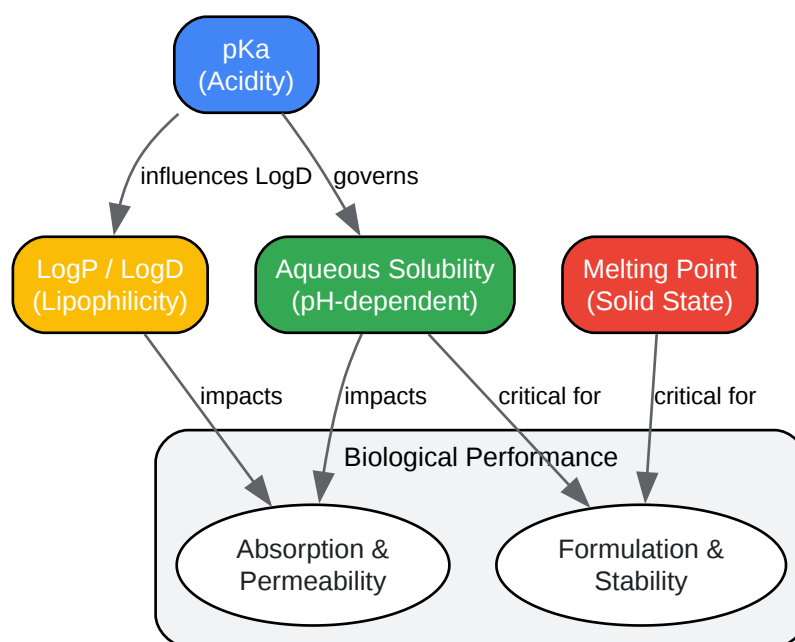 pKa
(Acidity)
influences LogD
governs
LogP / LogD
(Lipophilicity)
Aqueous Solubility
(pH-dependent)
Melting Point
(Solid State)
impacts
impacts
critical for
critical for
Biological Performance
Absorption &
Permeability
Formulation &
Stability